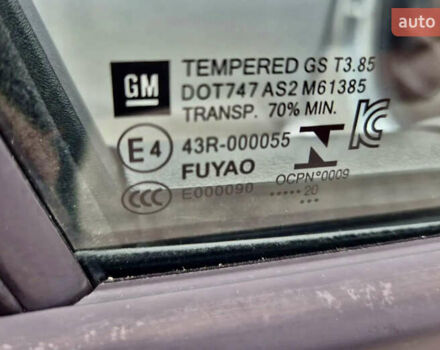 auto
GM
TEMPERED GS T3.85
DOT747 AS2 M61385
TRANSP. 70% MIN.
E4
43R-000055
FUYAO
CCC
E000090
N
OCPN°0009
••••• 20
•••
KC